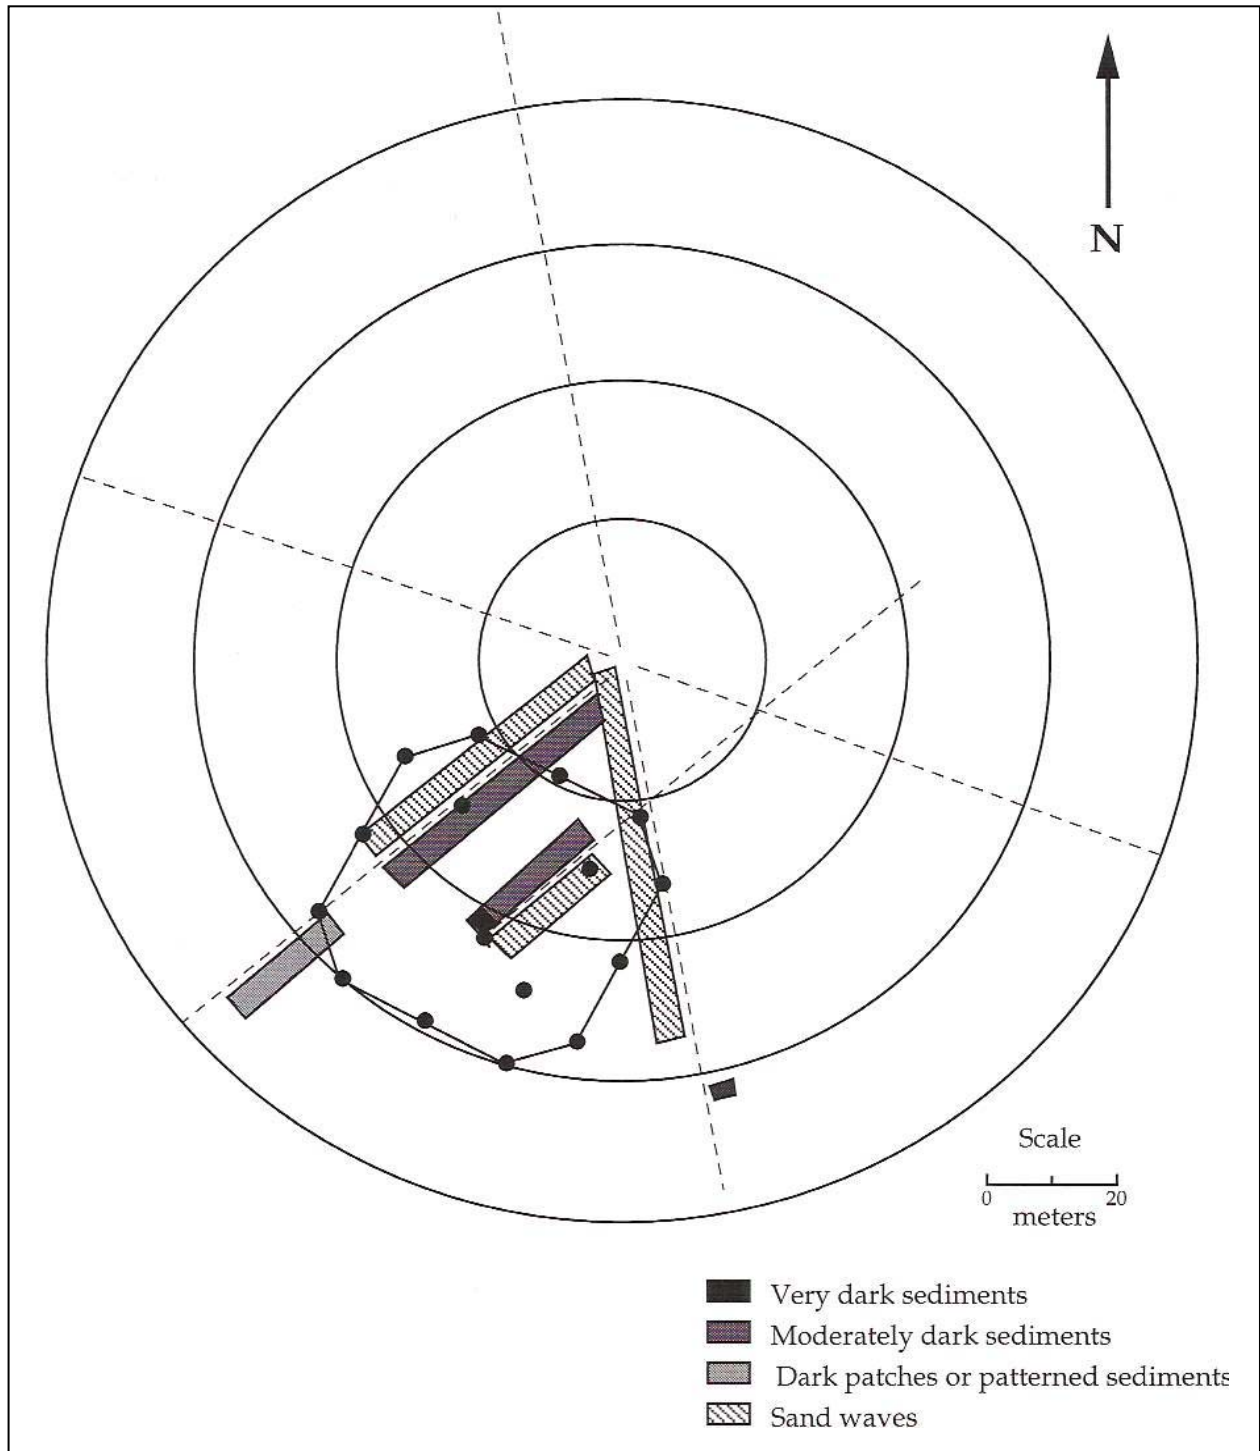 N
Scale
0 20
meters
Very dark sediments
Moderately dark sediments
Dark patches or patterned sediments
Sand waves